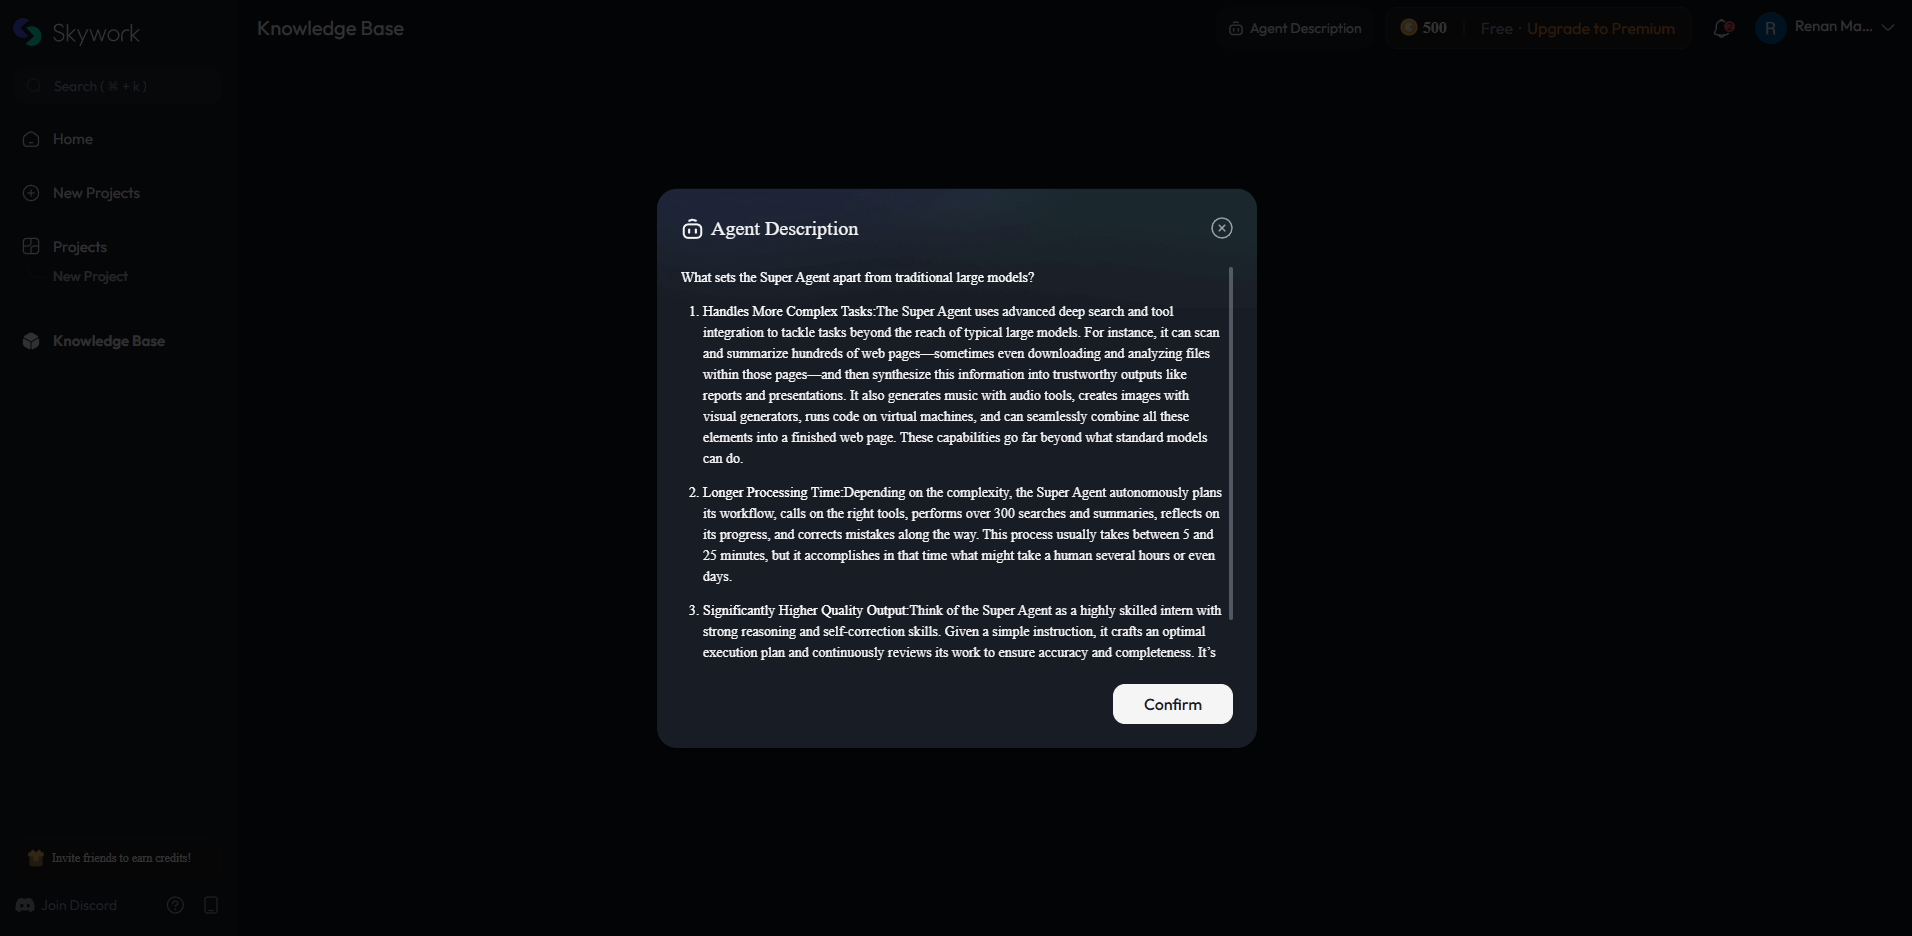 Skywork
Knowledge Base
Agent Description
500
Free · Upgrade to Premium
R
Renan Ma...
Search ( ⌘ + k )
Home
New Projects
Projects
New Project
Knowledge Base
Agent Description
What sets the Super Agent apart from traditional large models?
1. Handles More Complex Tasks:The Super Agent uses advanced deep search and tool
integration to tackle tasks beyond the reach of typical large models. For instance, it can scan
and summarize hundreds of web pages—sometimes even downloading and analyzing files
within those pages—and then synthesize this information into trustworthy outputs like
reports and presentations. It also generates music with audio tools, creates images with
visual generators, runs code on virtual machines, and can seamlessly combine all these
elements into a finished web page. These capabilities go far beyond what standard models
can do.
2. Longer Processing Time:Depending on the complexity, the Super Agent autonomously plans
its workflow, calls on the right tools, performs over 300 searches and summaries, reflects on
its progress, and corrects mistakes along the way. This process usually takes between 5 and
25 minutes, but it accomplishes in that time what might take a human several hours or even
days.
3. Significantly Higher Quality Output:Think of the Super Agent as a highly skilled intern with
strong reasoning and self-correction skills. Given a simple instruction, it crafts an optimal
execution plan and continuously reviews its work to ensure accuracy and completeness. It’s
Confirm
Invite friends to earn credits!
Join Discord